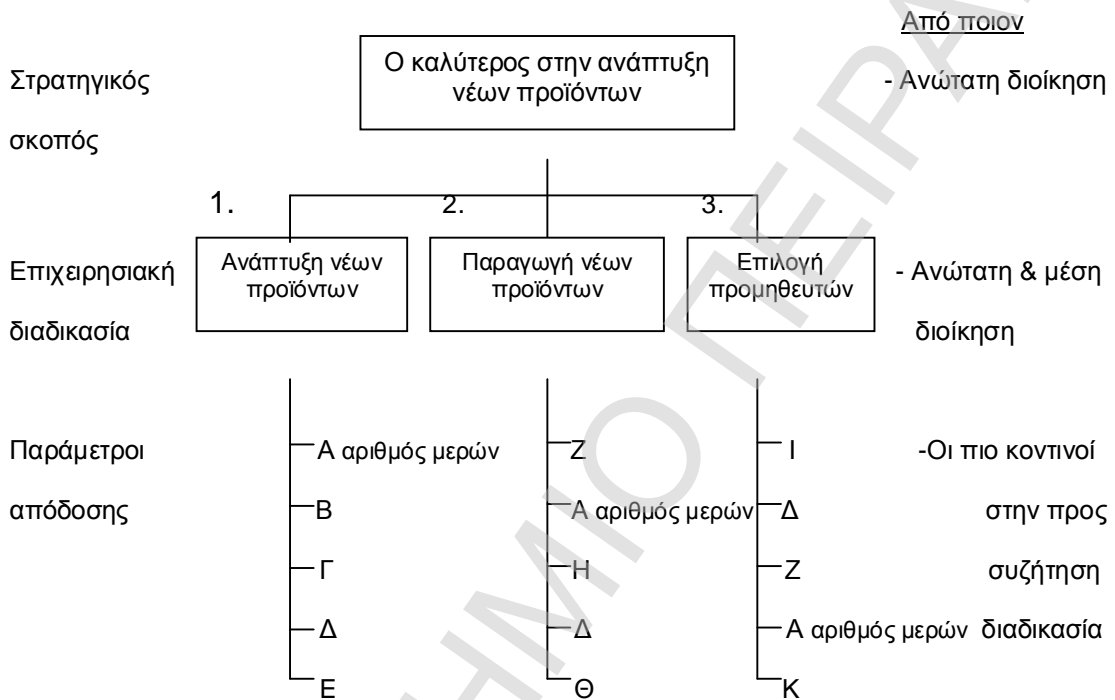 Από ποιον
Στρατηγικός
σκοπός
Ο καλύτερος στην ανάπτυξη
νέων προϊόντων
- Ανώτατη διοίκηση
1.
2.
3.
Επιχειρησιακή
διαδικασία
Ανάπτυξη νέων
προϊόντων
Παραγωγή νέων
προϊόντων
Επιλογή
προμηθευτών
- Ανώτατη & μέση
διοίκηση
Παράμετροι
απόδοσης
Α αριθμός μερών
Β
Γ
Δ
Ε
Ζ
Α αριθμός μερών
Η
Δ
Θ
Ι
Δ
Ζ
Α αριθμός μερών
Κ
-Οι πιο κοντινοί
στην προς
συζήτηση
διαδικασία